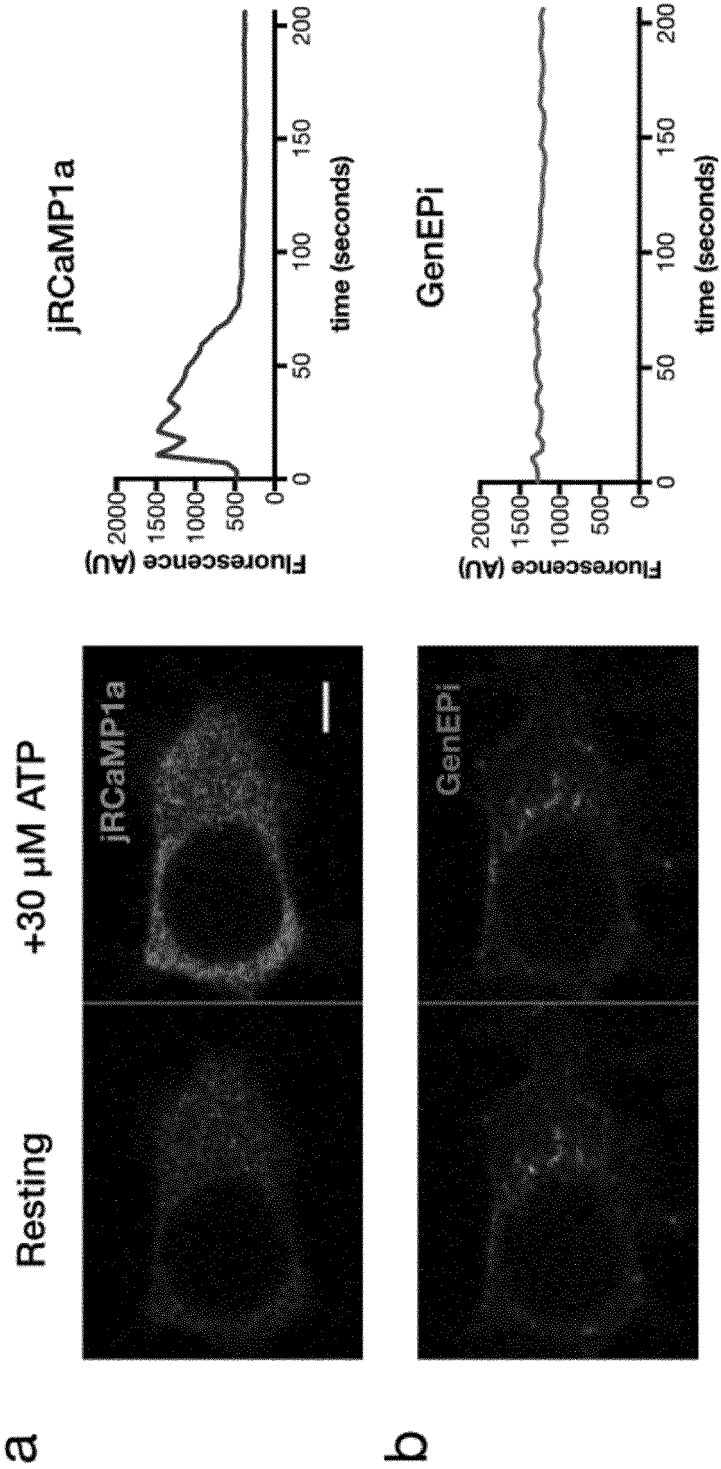 a
Resting
+30 µM ATP
jRCaMP1a
jRCaMP1a
Fluorescence (AU)
2000
1500
1000
500
0
0
50
100
150
200
time (seconds)
b
GenEPi
GenEPi
Fluorescence (AU)
2000
1500
1000
500
0
0
50
100
150
200
time (seconds)